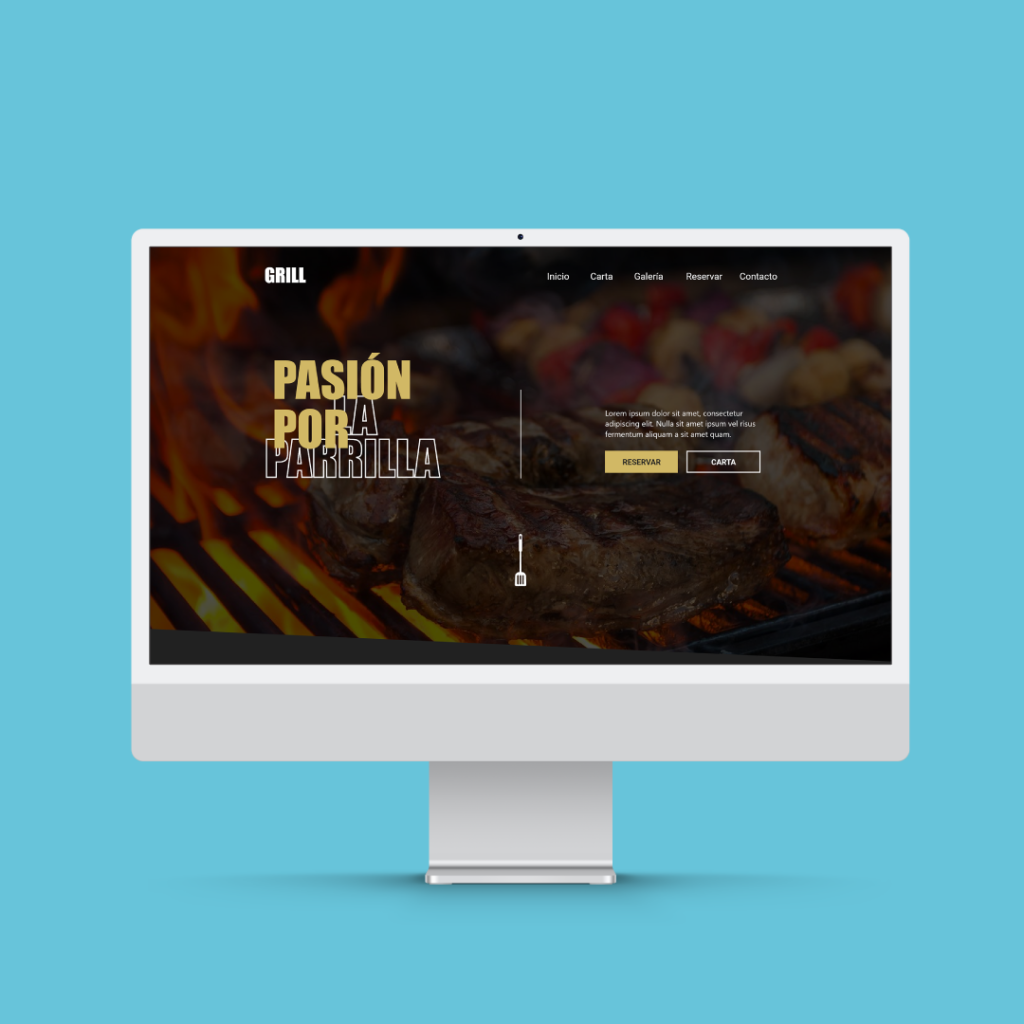 GRILL
Inicio Carta Galería Reservar Contacto
PASIÓN
POR LA
PARRILLA
Lorem ipsum dolor sit amet, consectetur
adipiscing elit. Nulla sit amet ipsum vel risus
fermentum aliquam a sit amet quam.
RESERVAR CARTA